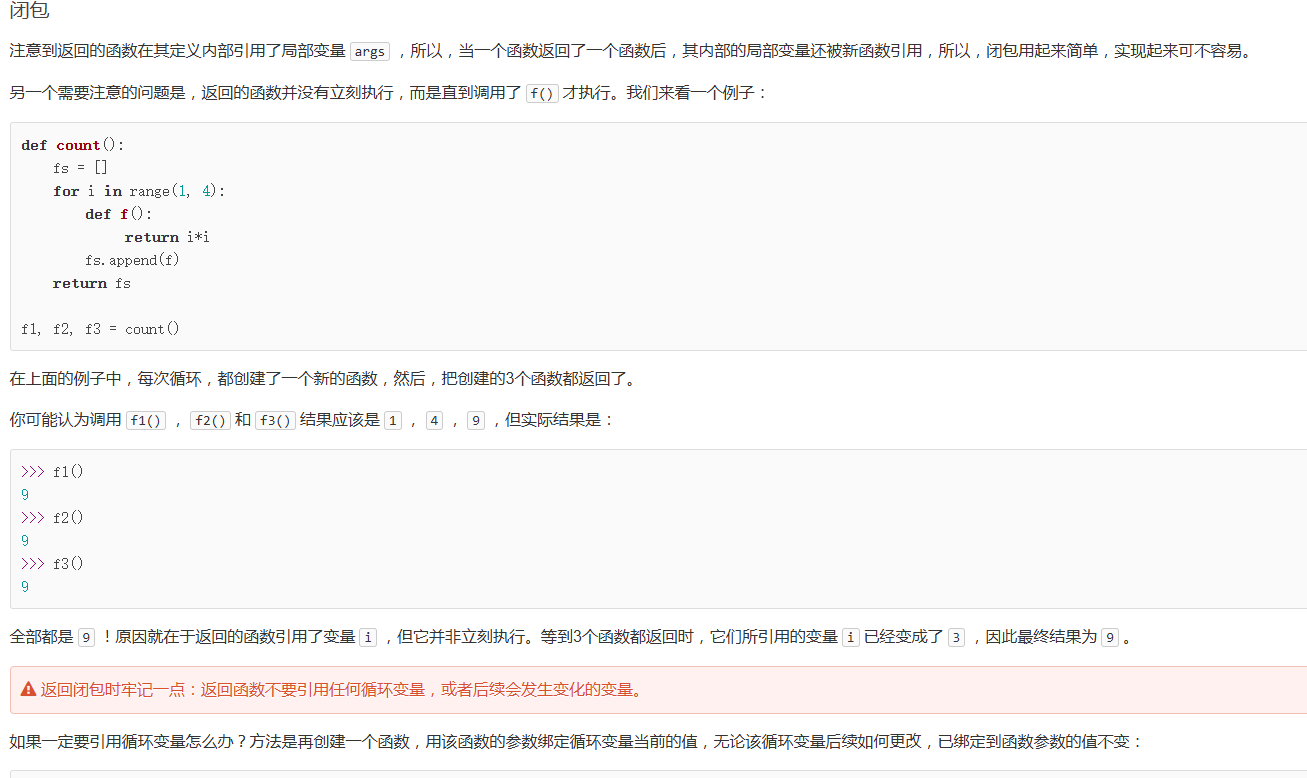 闭包
注意到返回的函数在其定义内部引用了局部变量 args ，所以，当一个函数返回了一个函数后，其内部的局部变量还被新函数引用，所以，闭包用起来简单，实现起来可不容易。
另一个需要注意的问题是，返回的函数并没有立刻执行，而是直到调用了 f() 才执行。我们来看一个例子：
def count():
    fs = []
    for i in range(1, 4):
        def f():
             return i*i
        fs.append(f)
    return fs

f1, f2, f3 = count()
在上面的例子中，每次循环，都创建了一个新的函数，然后，把创建的3个函数都返回了。
你可能认为调用 f1() ， f2() 和 f3() 结果应该是 1 ， 4 ， 9 ，但实际结果是：
>>> f1()
9
>>> f2()
9
>>> f3()
9
全部都是 9 ！原因就在于返回的函数引用了变量 i ，但它并非立刻执行。等到3个函数都返回时，它们所引用的变量 i 已经变成了 3 ，因此最终结果为 9 。
返回闭包时牢记一点：返回函数不要引用任何循环变量，或者后续会发生变化的变量。
如果一定要引用循环变量怎么办？方法是再创建一个函数，用该函数的参数绑定循环变量当前的值，无论该循环变量后续如何更改，已绑定到函数参数的值不变：